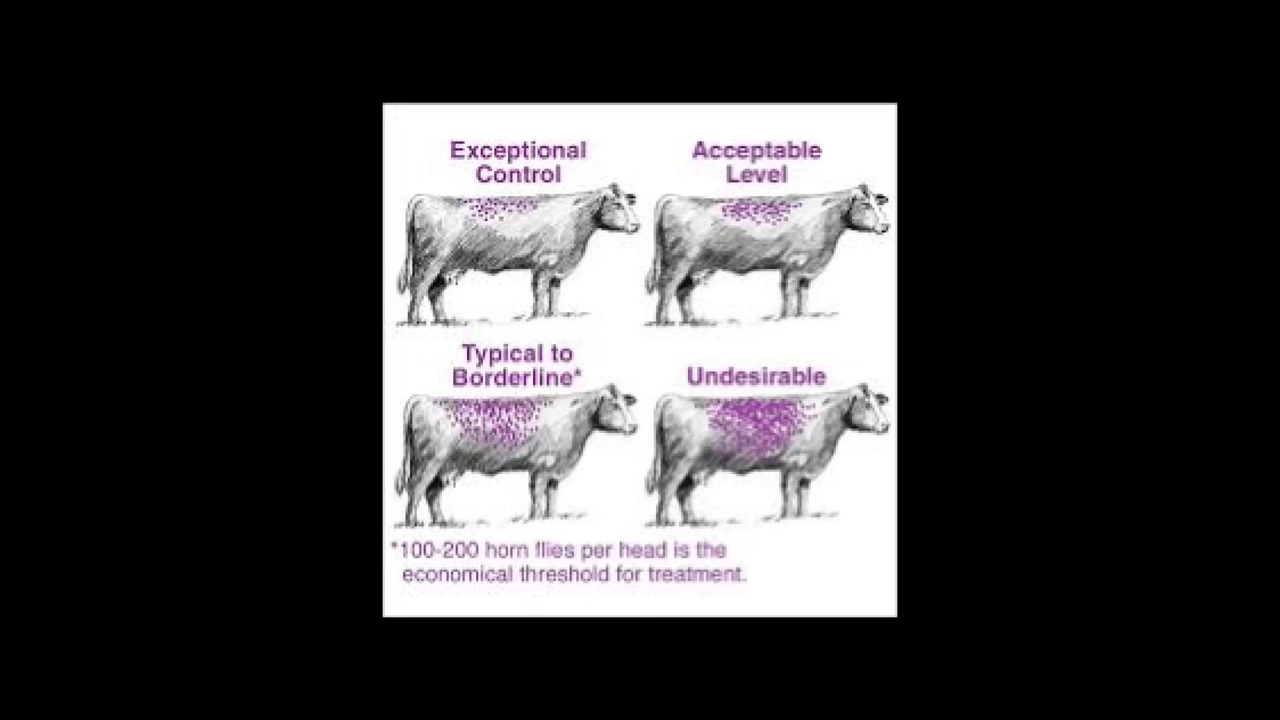 Exceptional
Control
Acceptable
Level
Typical to
Borderline*
Undesirable
*100-200 horn flies per head is the
economical threshold for treatment.